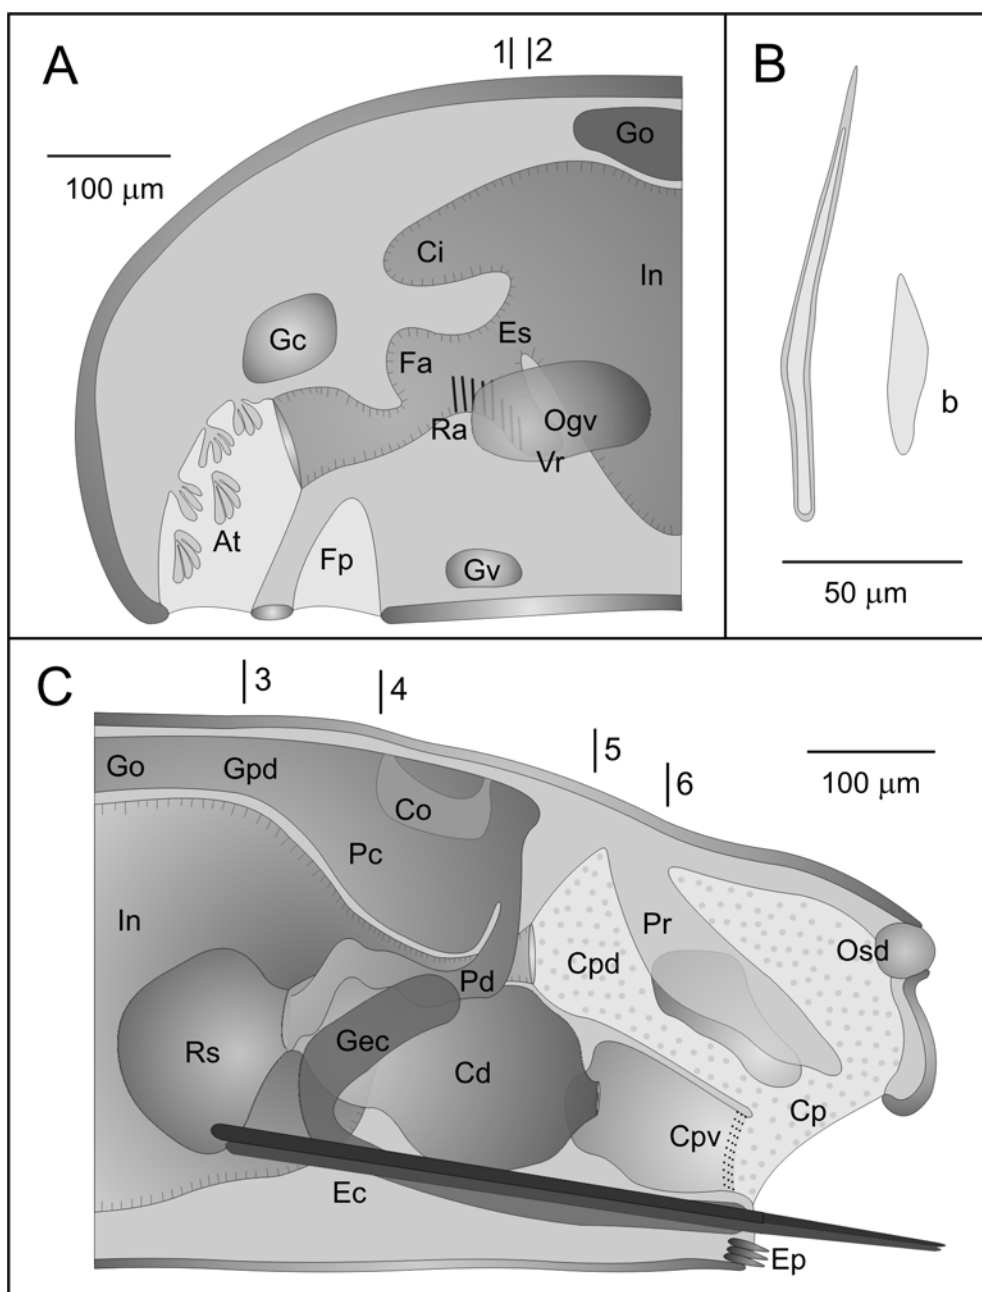 A
1 2
100 μm
Go
Ci
In
Gc
Es
Fa
Ra
Ogv
Vr
At
Fp
Gv
B
b
50 μm
C
3
4
5
6
100 μm
Go
Gpd
Co
Pc
In
Pr
Osd
Cpd
Pd
Rs
Gec
Cd
Cp
Cpv
Ec
Ep